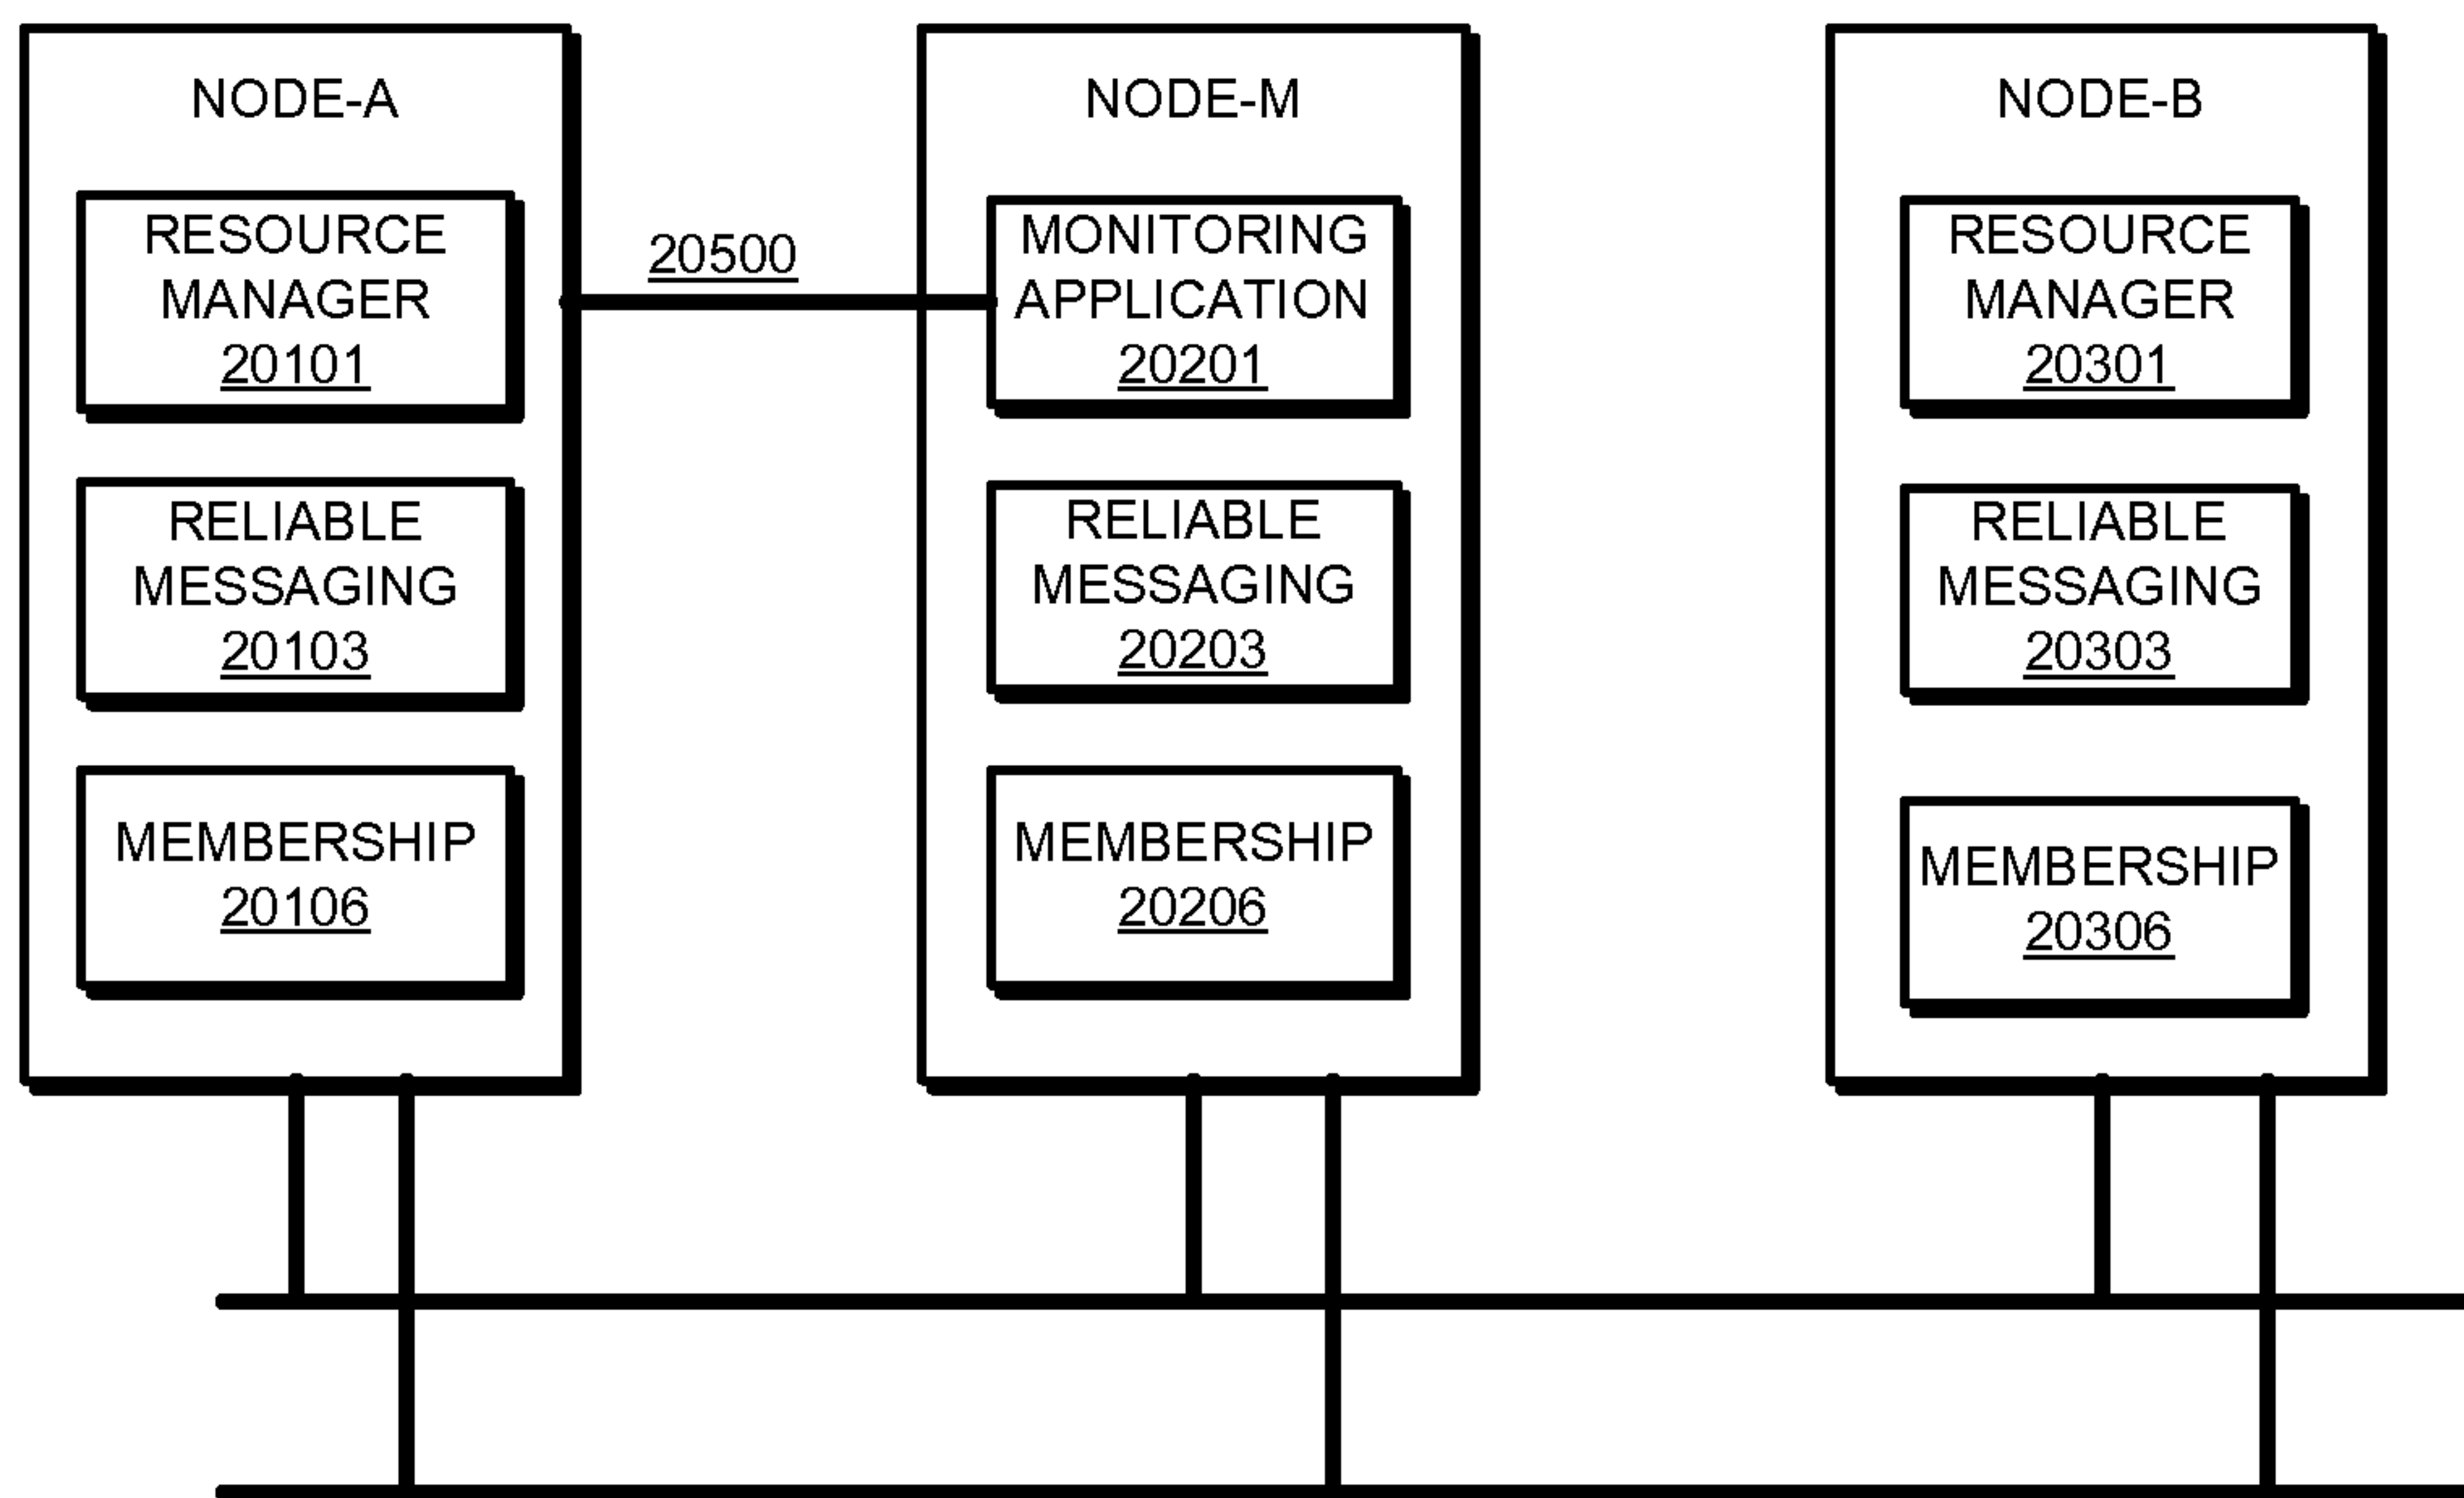 NODE-A
RESOURCE
MANAGER
20101
RELIABLE
MESSAGING
20103
MEMBERSHIP
20106
20500
NODE-M
MONITORING
APPLICATION
20201
RELIABLE
MESSAGING
20203
MEMBERSHIP
20206
NODE-B
RESOURCE
MANAGER
20301
RELIABLE
MESSAGING
20303
MEMBERSHIP
20306